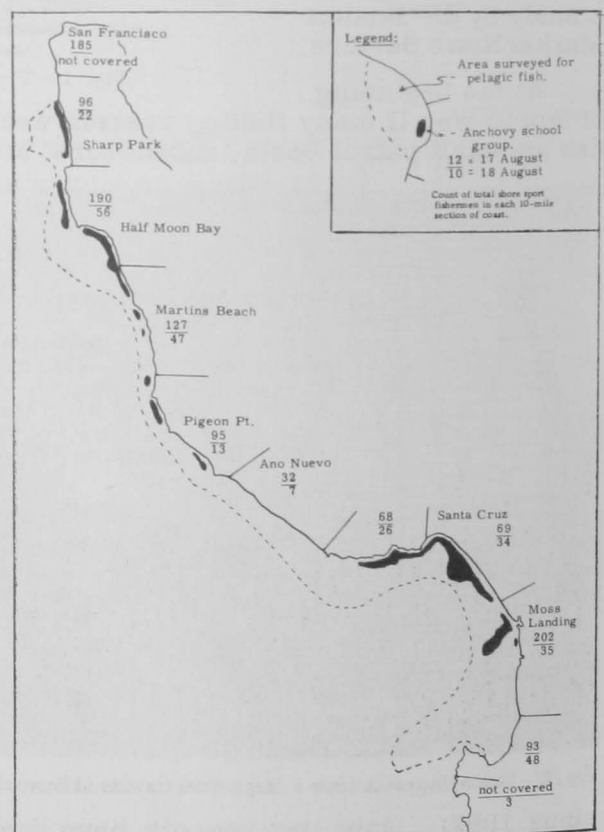 San Francisco
185
not covered
96
22
Sharp Park
190
56
Half Moon Bay
Martins Beach
127
47
Pigeon Pt.
95
13
Ano Nuevo
32
7
68
26
Santa Cruz
69
34
Moss
Landing
202
35
93
48
not covered
3
Legend:
Area surveyed for
pelagic fish.
Anchovy school
group.
12 = 17 August
10 = 18 August
Count of total shore sport
fishermen in each 10-mile
section of coast.